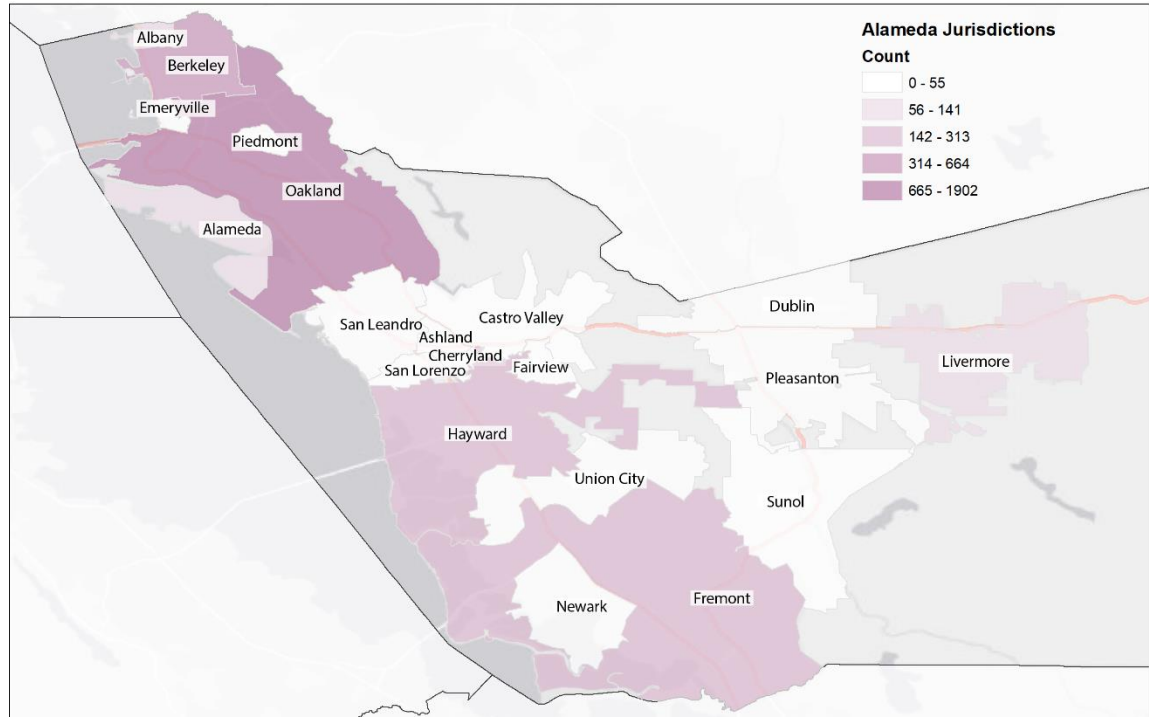 Alameda Jurisdictions
Count
0 - 55
56 - 141
142 - 313
314 - 664
665 - 1902
Albany
Berkeley
Emeryville
Piedmont
Oakland
Alameda
San Leandro
Castro Valley
Dublin
Ashland
Cherryland
San Lorenzo
Fairview
Pleasanton
Livermore
Hayward
Union City
Sunol
Newark
Fremont